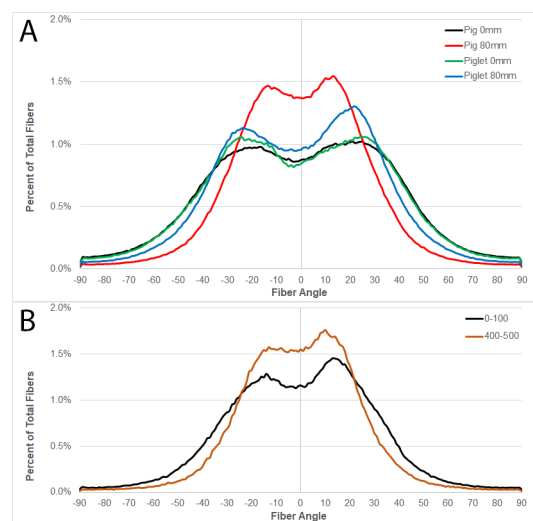 A
2.0%
1.5%
1.0%
0.5%
0.0%
Percent of Total Fibers
Pig 0mm
Pig 80mm
Piglet 0mm
Piglet 80mm
-90 -80 -70 -60 -50 -40 -30 -20 -10 0 10 20 30 40 50 60 70 80 90
Fiber Angle
B
2.0%
1.5%
1.0%
0.5%
0.0%
Percent of Total Fibers
0-100
400-500
-90 -80 -70 -60 -50 -40 -30 -20 -10 0 10 20 30 40 50 60 70 80 90
Fiber Angle